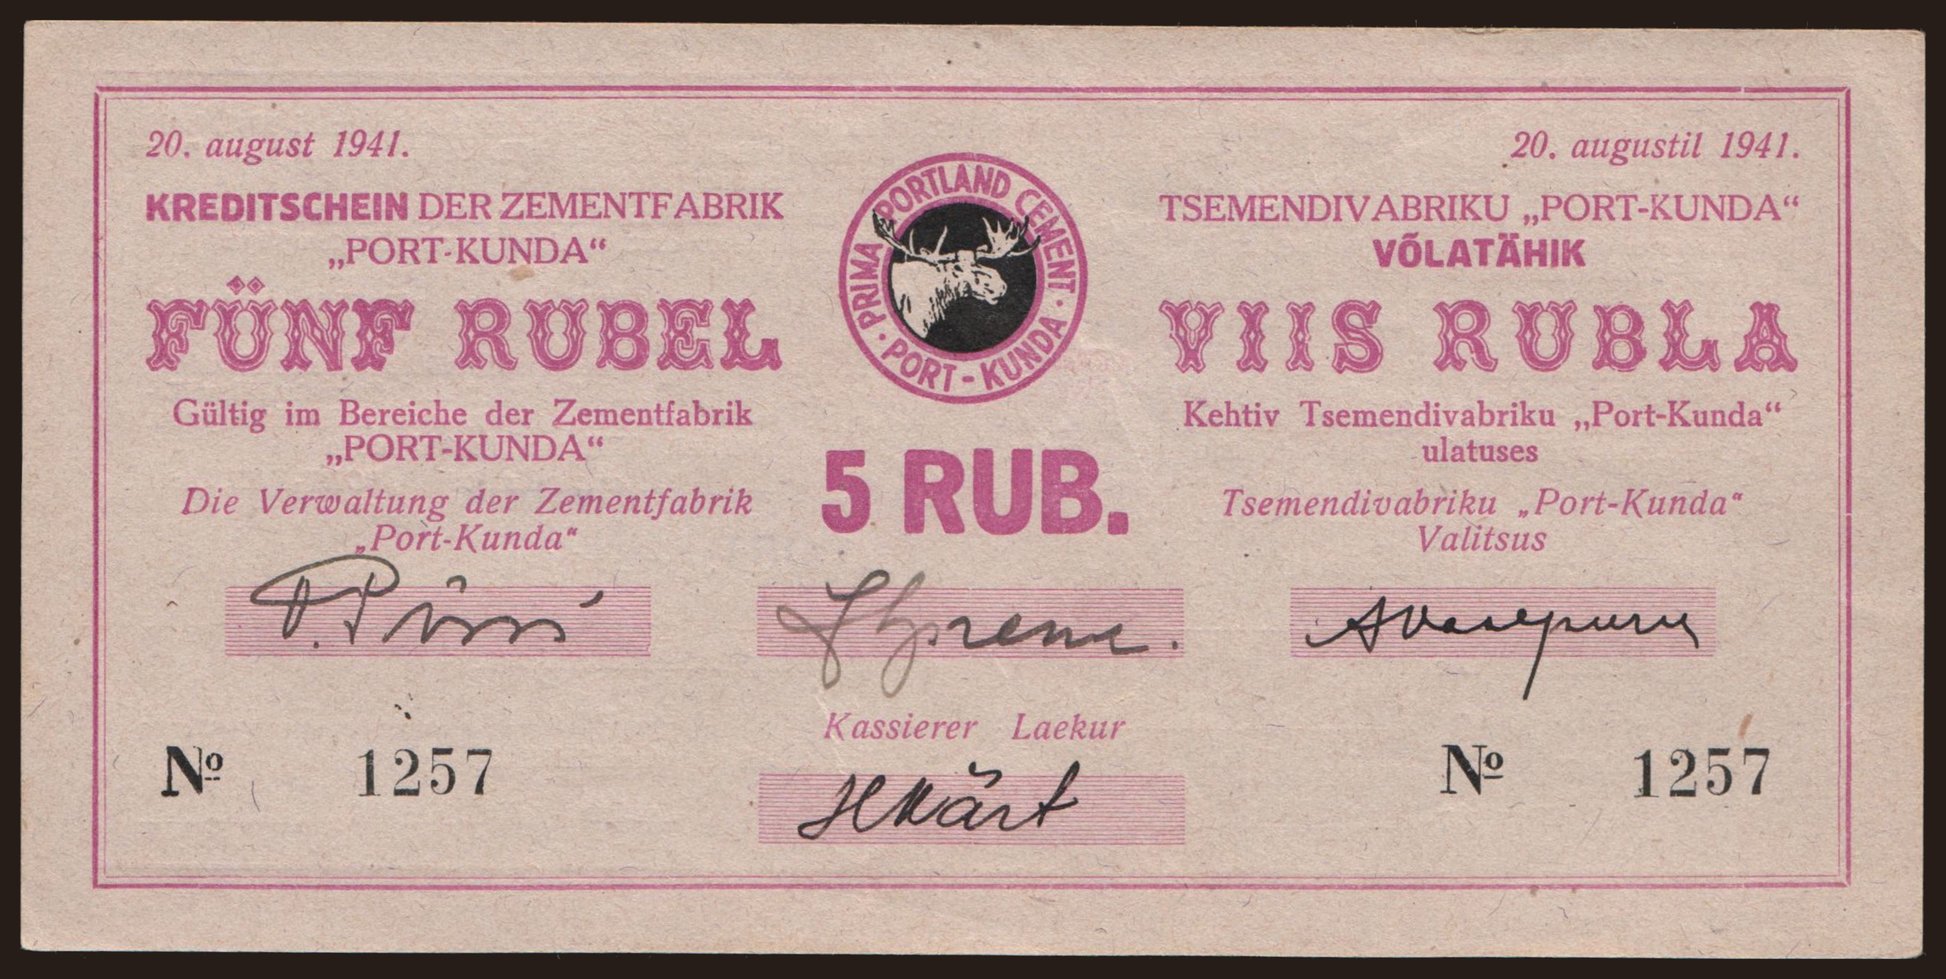 20. august 1941.
KREDITSCHEIN DER ZEMENTFABRIK
„PORT-KUNDA“
FÜNF RUBEL
Gültig im Bereiche der Zementfabrik
„PORT-KUNDA“
Die Verwaltung der Zementfabrik
„Port-Kunda“
PRIMA PORTLAND CEMENT
· PORT-KUNDA ·
5 RUB.
20. augustil 1941.
TSEMENDIVABRIKU „PORT-KUNDA“
VÕLATÄHIK
VIIS RUBLA
Kehtiv Tsemendivabriku „Port-Kunda“
ulatuses
Tsemendivabriku „Port-Kunda“
Valitsus
Kassierer Laekur
№ 1257
№ 1257